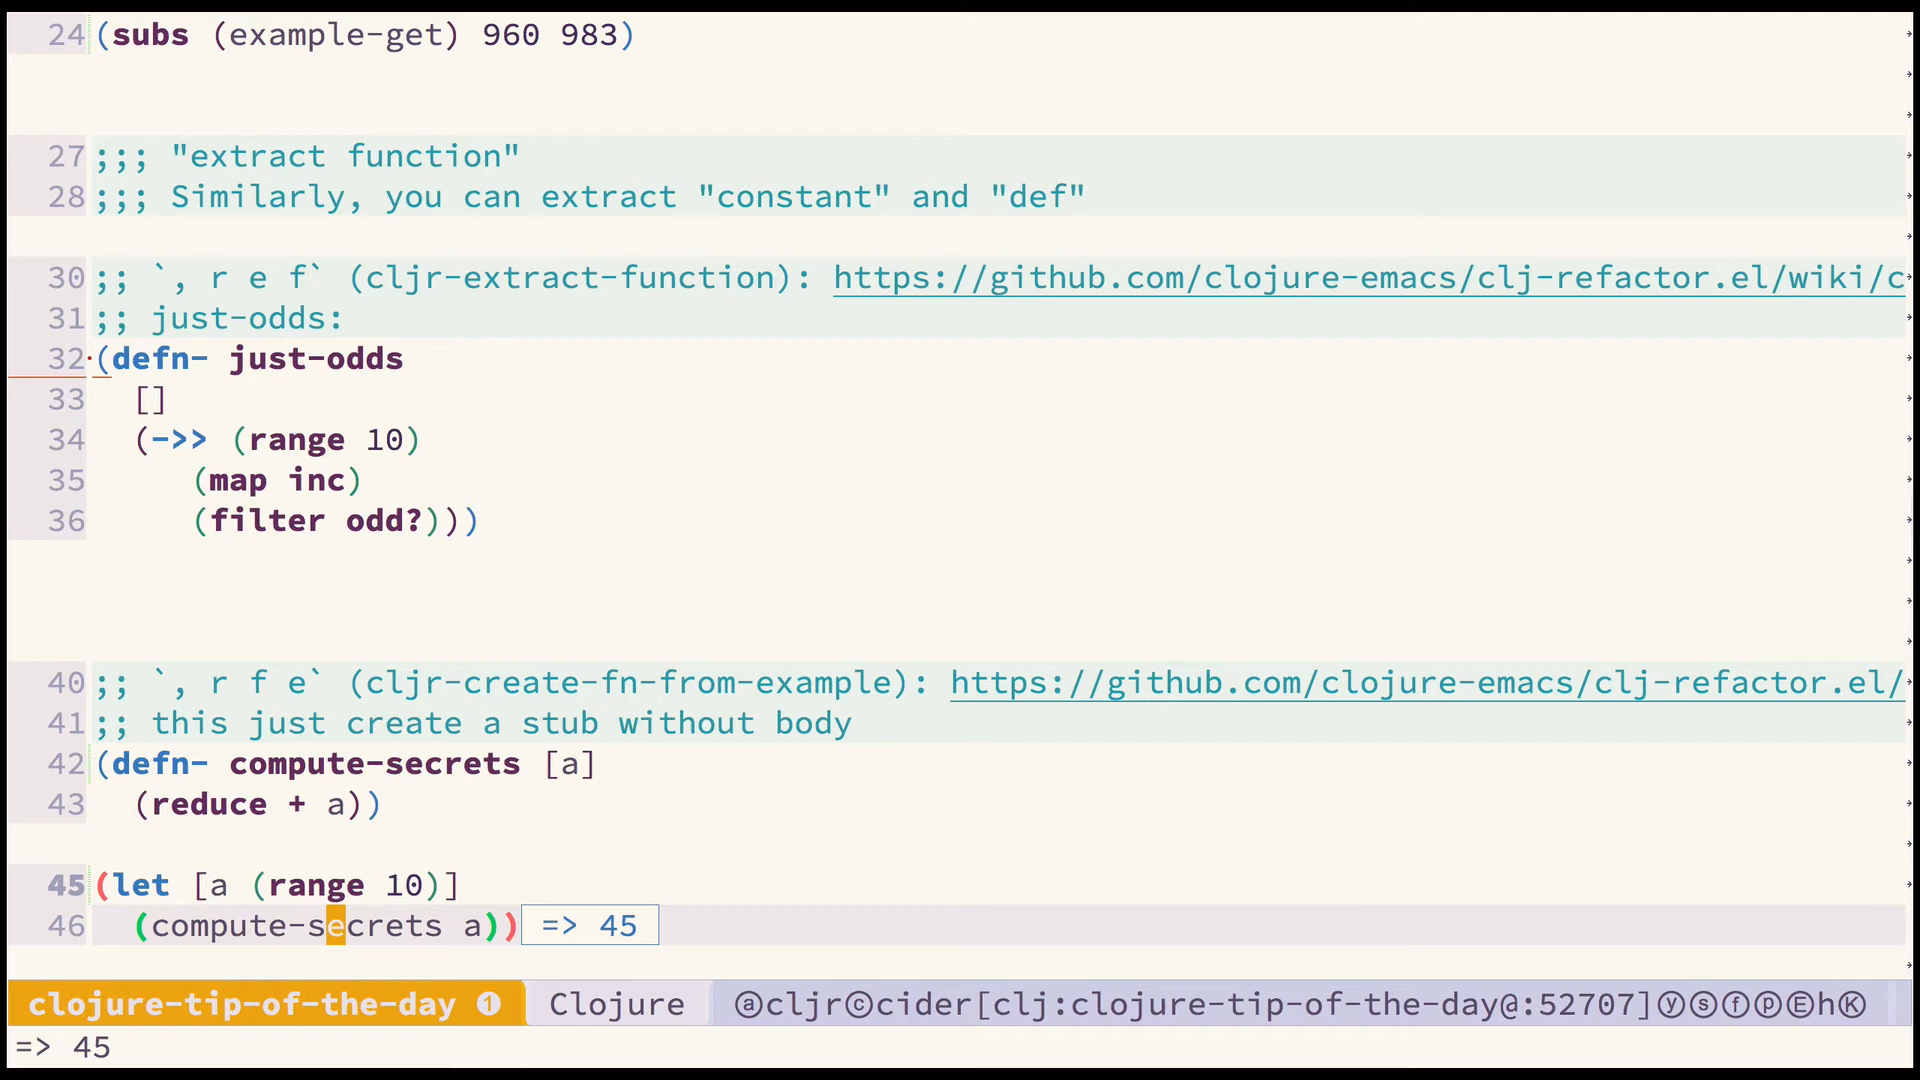 24 (subs (example-get) 960 983)
27 ;;; "extract function"
28 ;;; Similarly, you can extract "constant" and "def"
30 ;; `, r e f` (cljr-extract-function): https://github.com/clojure-emacs/clj-refactor.el/wiki/c
31 ;; just-odds:
32 (defn- just-odds
33 []
34 (->> (range 10)
35 (map inc)
36 (filter odd?)))
40 ;; `, r f e` (cljr-create-fn-from-example): https://github.com/clojure-emacs/clj-refactor.el/
41 ;; this just create a stub without body
42 (defn- compute-secrets [a]
43 (reduce + a))
45 (let [a (range 10)]
46 (compute-secrets a)) => 45
clojure-tip-of-the-day ❶ Clojure ⓐcljrⓒcider[clj:clojure-tip-of-the-day@:52707]ⓨⓢⓕⓟⒺhⓀ
=> 45